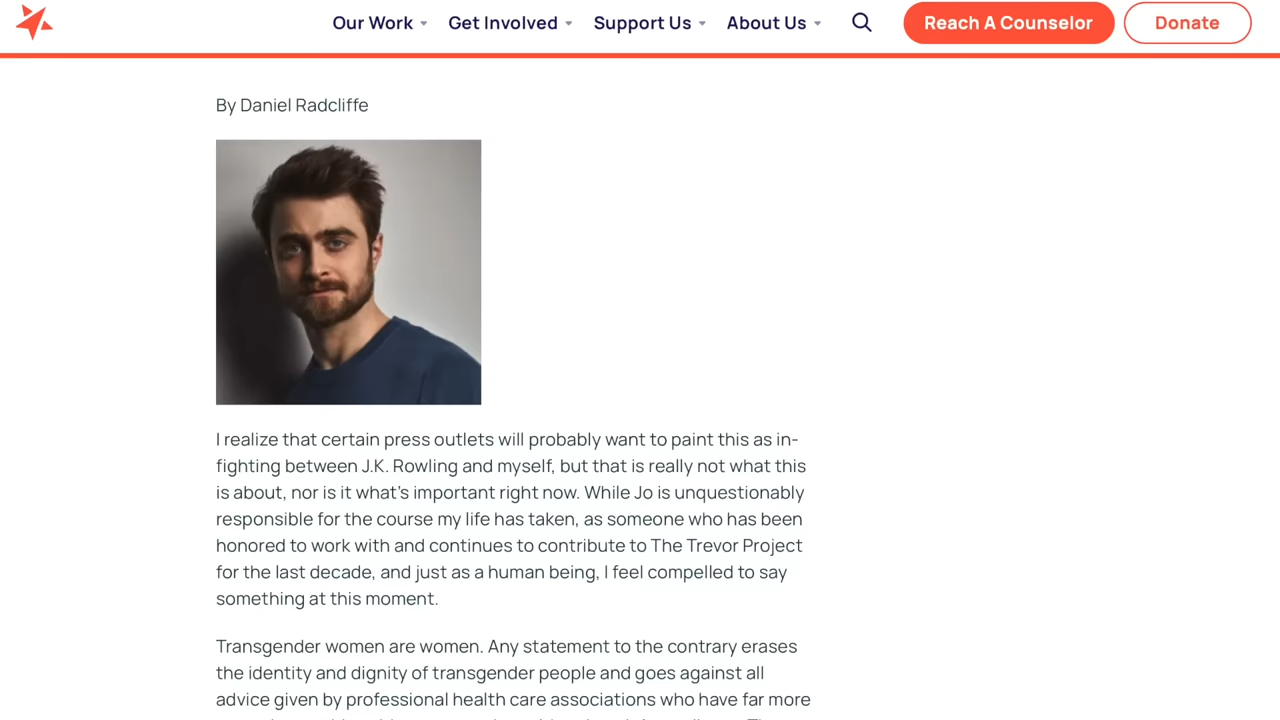 Our Work Get Involved Support Us About Us Reach A Counselor Donate
By Daniel Radcliffe
I realize that certain press outlets will probably want to paint this as in-
fighting between J.K. Rowling and myself, but that is really not what this
is about, nor is it what's important right now. While Jo is unquestionably
responsible for the course my life has taken, as someone who has been
honored to work with and continues to contribute to The Trevor Project
for the last decade, and just as a human being, I feel compelled to say
something at this moment.
Transgender women are women. Any statement to the contrary erases
the identity and dignity of transgender people and goes against all
advice given by professional health care associations who have far more